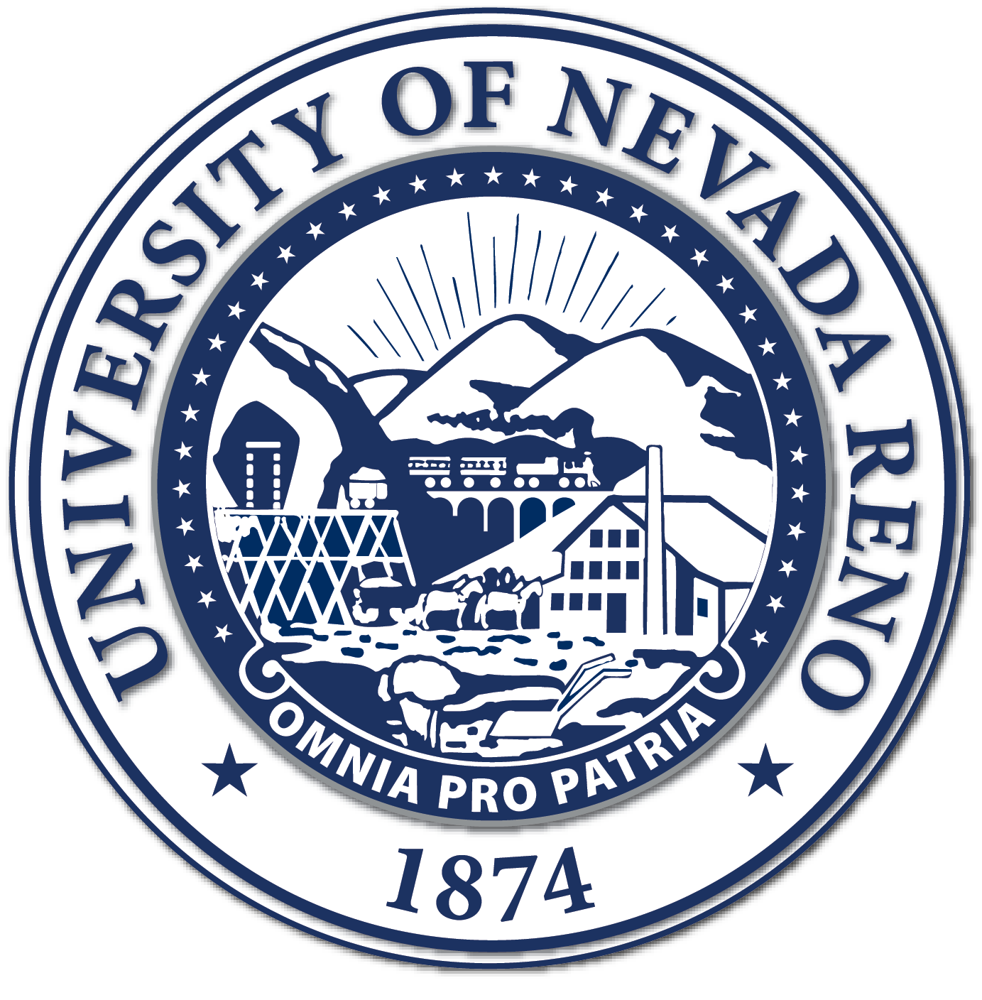 UNIVERSITY OF NEVADA RENO
OMNIA PRO PATRIA
1874